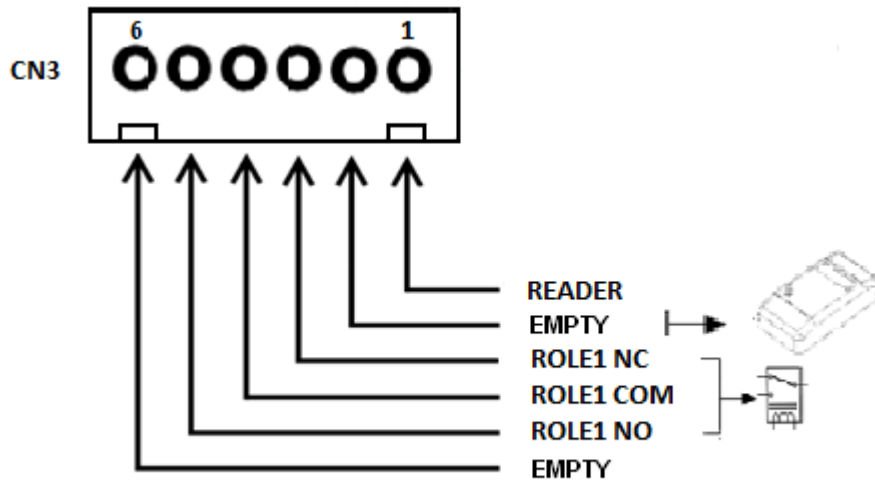 6 1
CN3
READER
EMPTY
ROLE1 NC
ROLE1 COM
ROLE1 NO
EMPTY